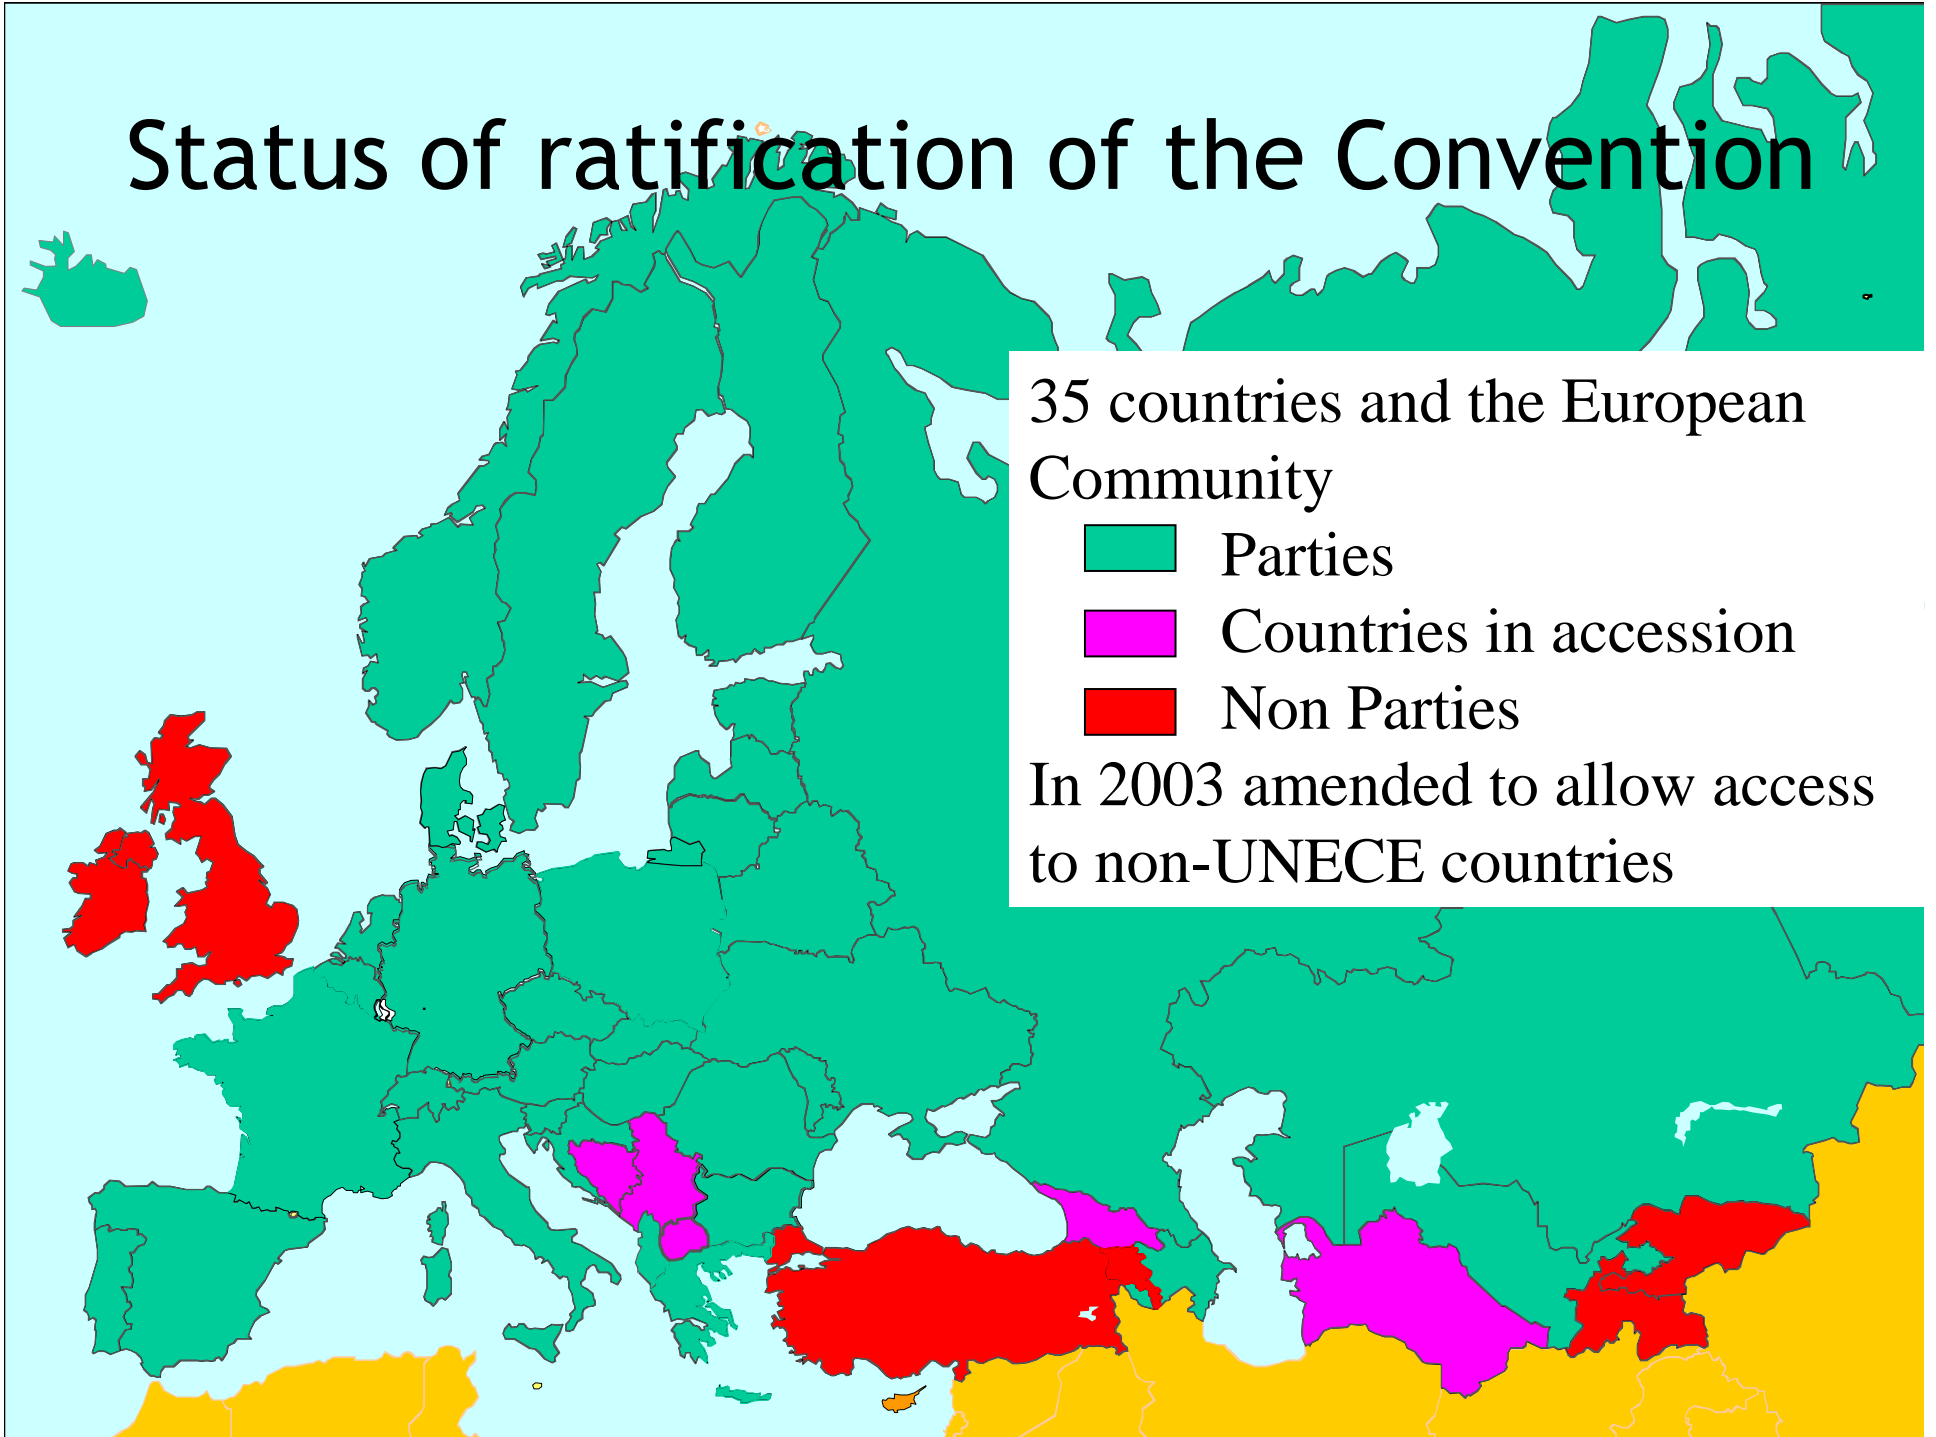 Status of ratification of the Convention
35 countries and the European
Community
Parties
Countries in accession
Non Parties
In 2003 amended to allow access
to non-UNECE countries